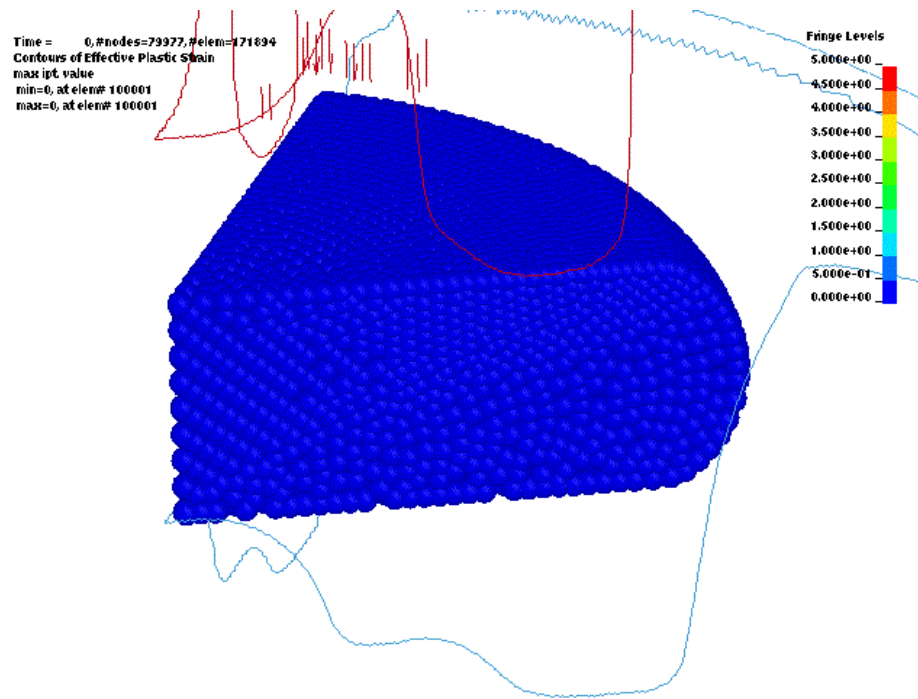 Time =      0, #nodes=79977, #elem=171894
Contours of Effective Plastic Strain
max ipt. value
min=0, at elem# 100001
max=0, at elem# 100001
Fringe Levels
5.000e+00
4.500e+00
4.000e+00
3.500e+00
3.000e+00
2.500e+00
2.000e+00
1.500e+00
1.000e+00
5.000e-01
0.000e+00